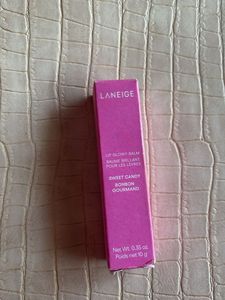 LANEIGE
LIP GLOWY BALM
BAUME BRILLANT
POUR LES LÈVRES
SWEET CANDY
BONBON
GOURMAND
Net Wt. 0.35 oz.
Poids net 10 g